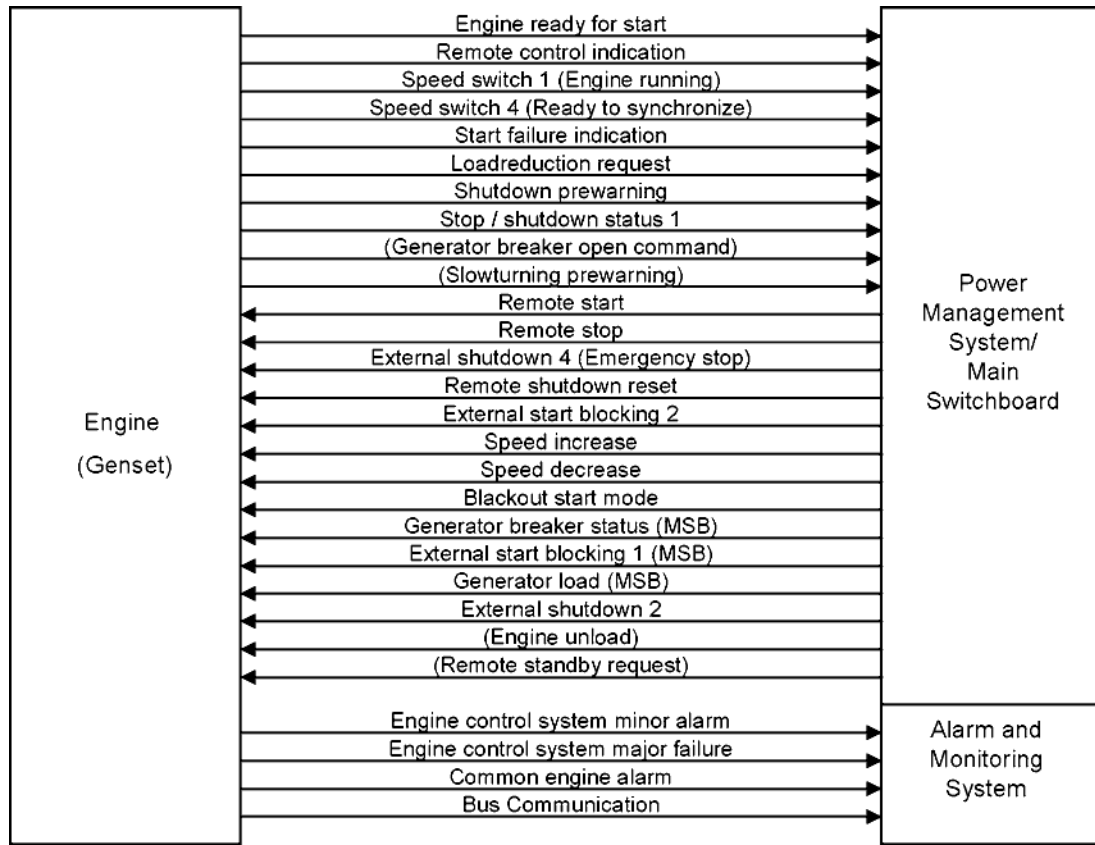 Engine ready for start
Remote control indication
Speed switch 1 (Engine running)
Speed switch 4 (Ready to synchronize)
Start failure indication
Loadreduction request
Shutdown prewarning
Stop / shutdown status 1
(Generator breaker open command)
(Slowturning prewarning)
Remote start
Remote stop
External shutdown 4 (Emergency stop)
Remote shutdown reset
External start blocking 2
Speed increase
Speed decrease
Blackout start mode
Generator breaker status (MSB)
External start blocking 1 (MSB)
Generator load (MSB)
External shutdown 2
(Engine unload)
(Remote standby request)
Engine control system minor alarm
Engine control system major failure
Common engine alarm
Bus Communication
Engine
(Genset)
Power
Management
System/
Main
Switchboard
Alarm and
Monitoring
System